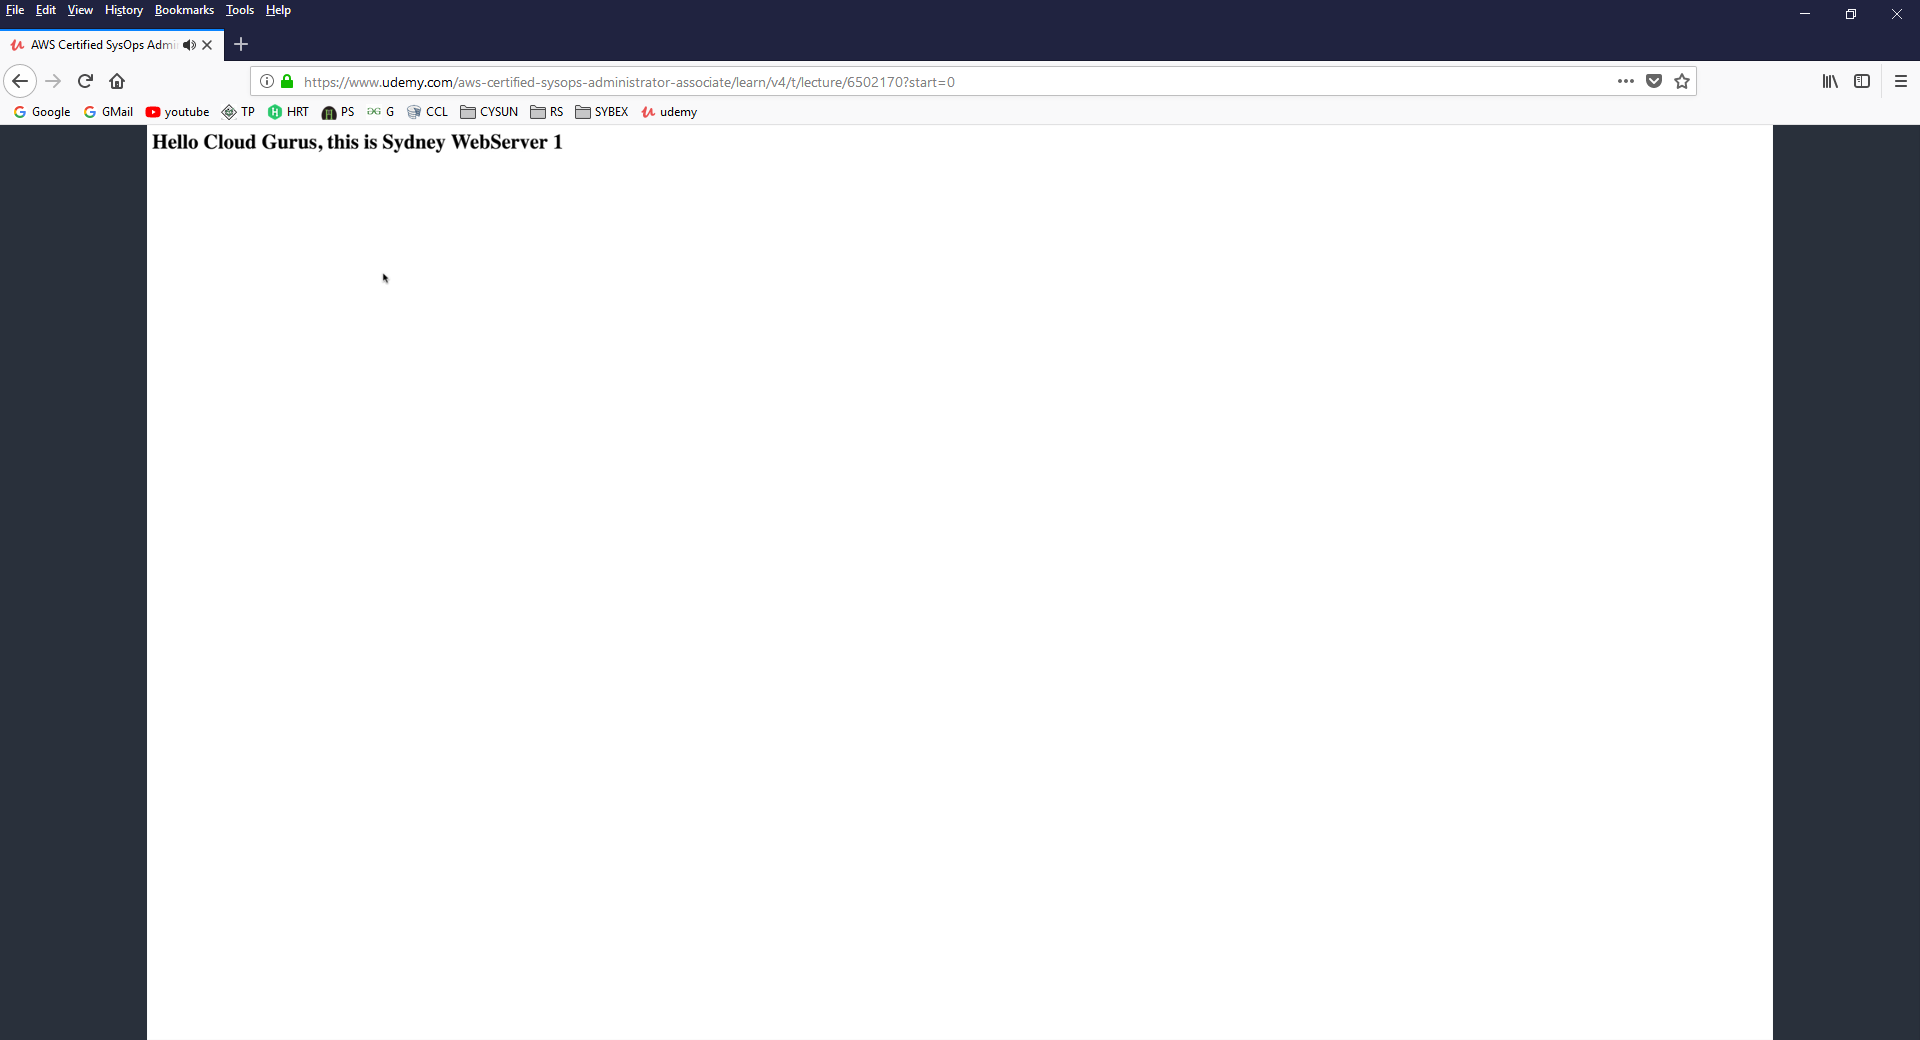 File Edit View History Bookmarks Tools Help
AWS Certified SysOps Admi
https://www.udemy.com/aws-certified-sysops-administrator-associate/learn/v4/t/lecture/6502170?start=0
Google GMail youtube TP HRT PS G CCL CYSUN RS SYBEX udemy
Hello Cloud Gurus, this is Sydney WebServer 1